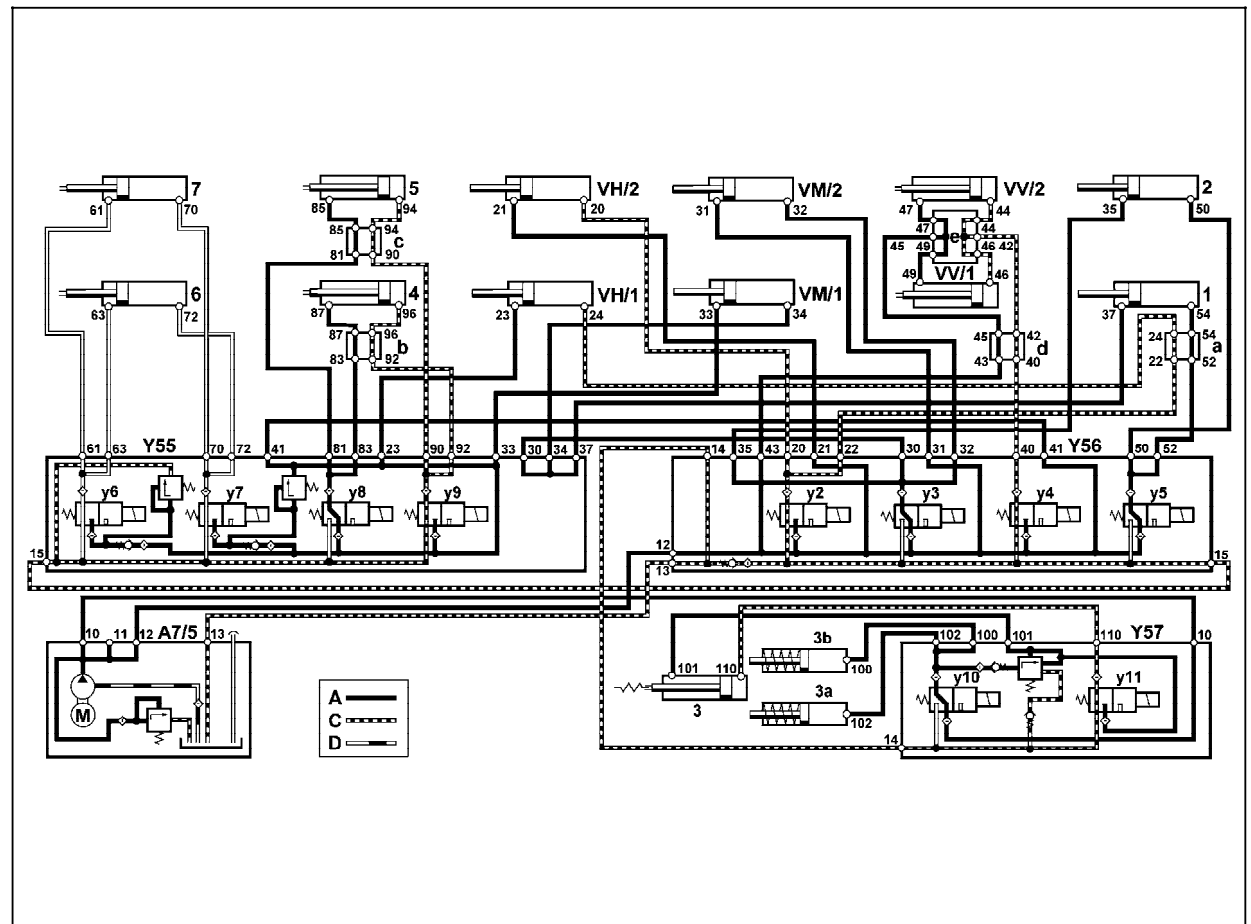 7 5 VH/2 VM/2 VV/2 2
61 70 85 94 21 20 31 32 47 44 35 50
85 94 47 44
c e
45 49 46 42
81 90
49 VV/1 46
6 4 VH/1 VM/1 1
63 72 87 96 23 24 33 34 37 54
87 96 45 42 24 54
b d a
83 92 43 40 22 52
61 63 Y55 70 72 41 81 83 23 90 92 33 30 34 37 14 35 43 20 21 22 30 31 32 40 41 Y56 50 52
y6 y7 y8 y9 y2 y3 y4 y5
15 12 15
13
10 11 12 A7/5 13 102 100 101 110 Y57 10
3b
101 110 100
y10 y11
A 3a
M
C 3 102
D 14